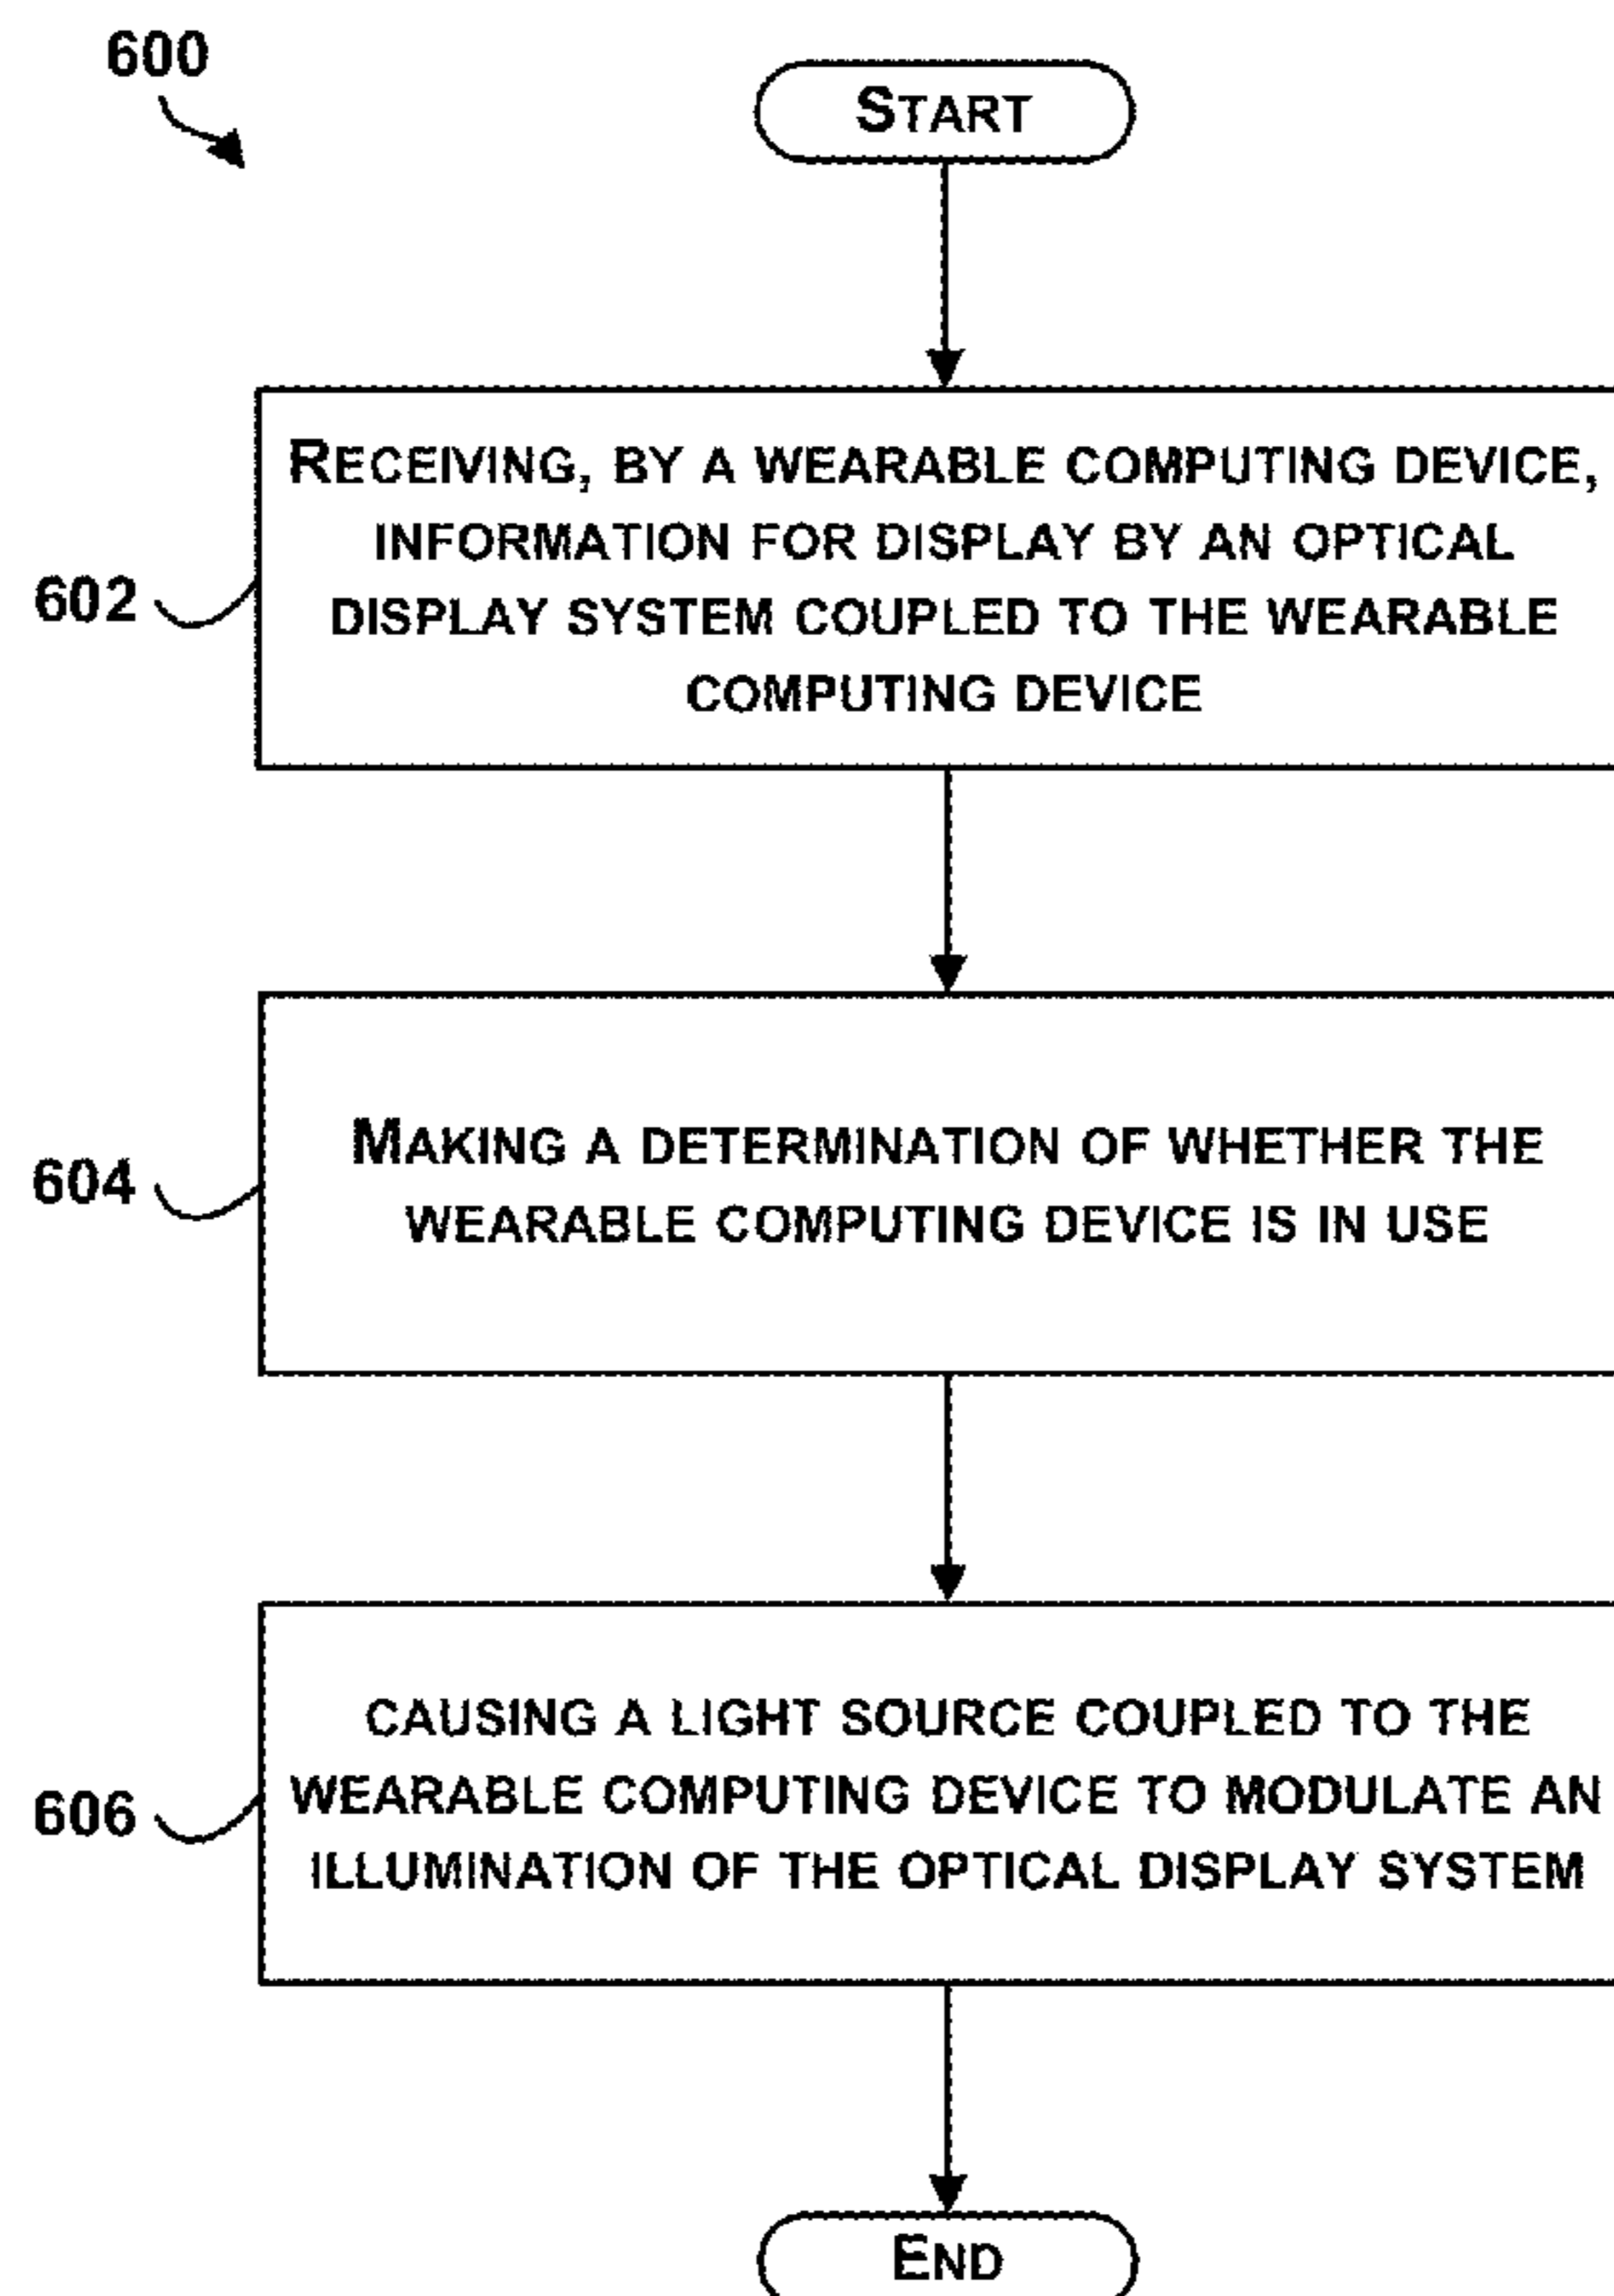 600
START
RECEIVING, BY A WEARABLE COMPUTING DEVICE,
INFORMATION FOR DISPLAY BY AN OPTICAL
DISPLAY SYSTEM COUPLED TO THE WEARABLE
COMPUTING DEVICE
602
MAKING A DETERMINATION OF WHETHER THE
WEARABLE COMPUTING DEVICE IS IN USE
604
CAUSING A LIGHT SOURCE COUPLED TO THE
WEARABLE COMPUTING DEVICE TO MODULATE AN
ILLUMINATION OF THE OPTICAL DISPLAY SYSTEM
606
END